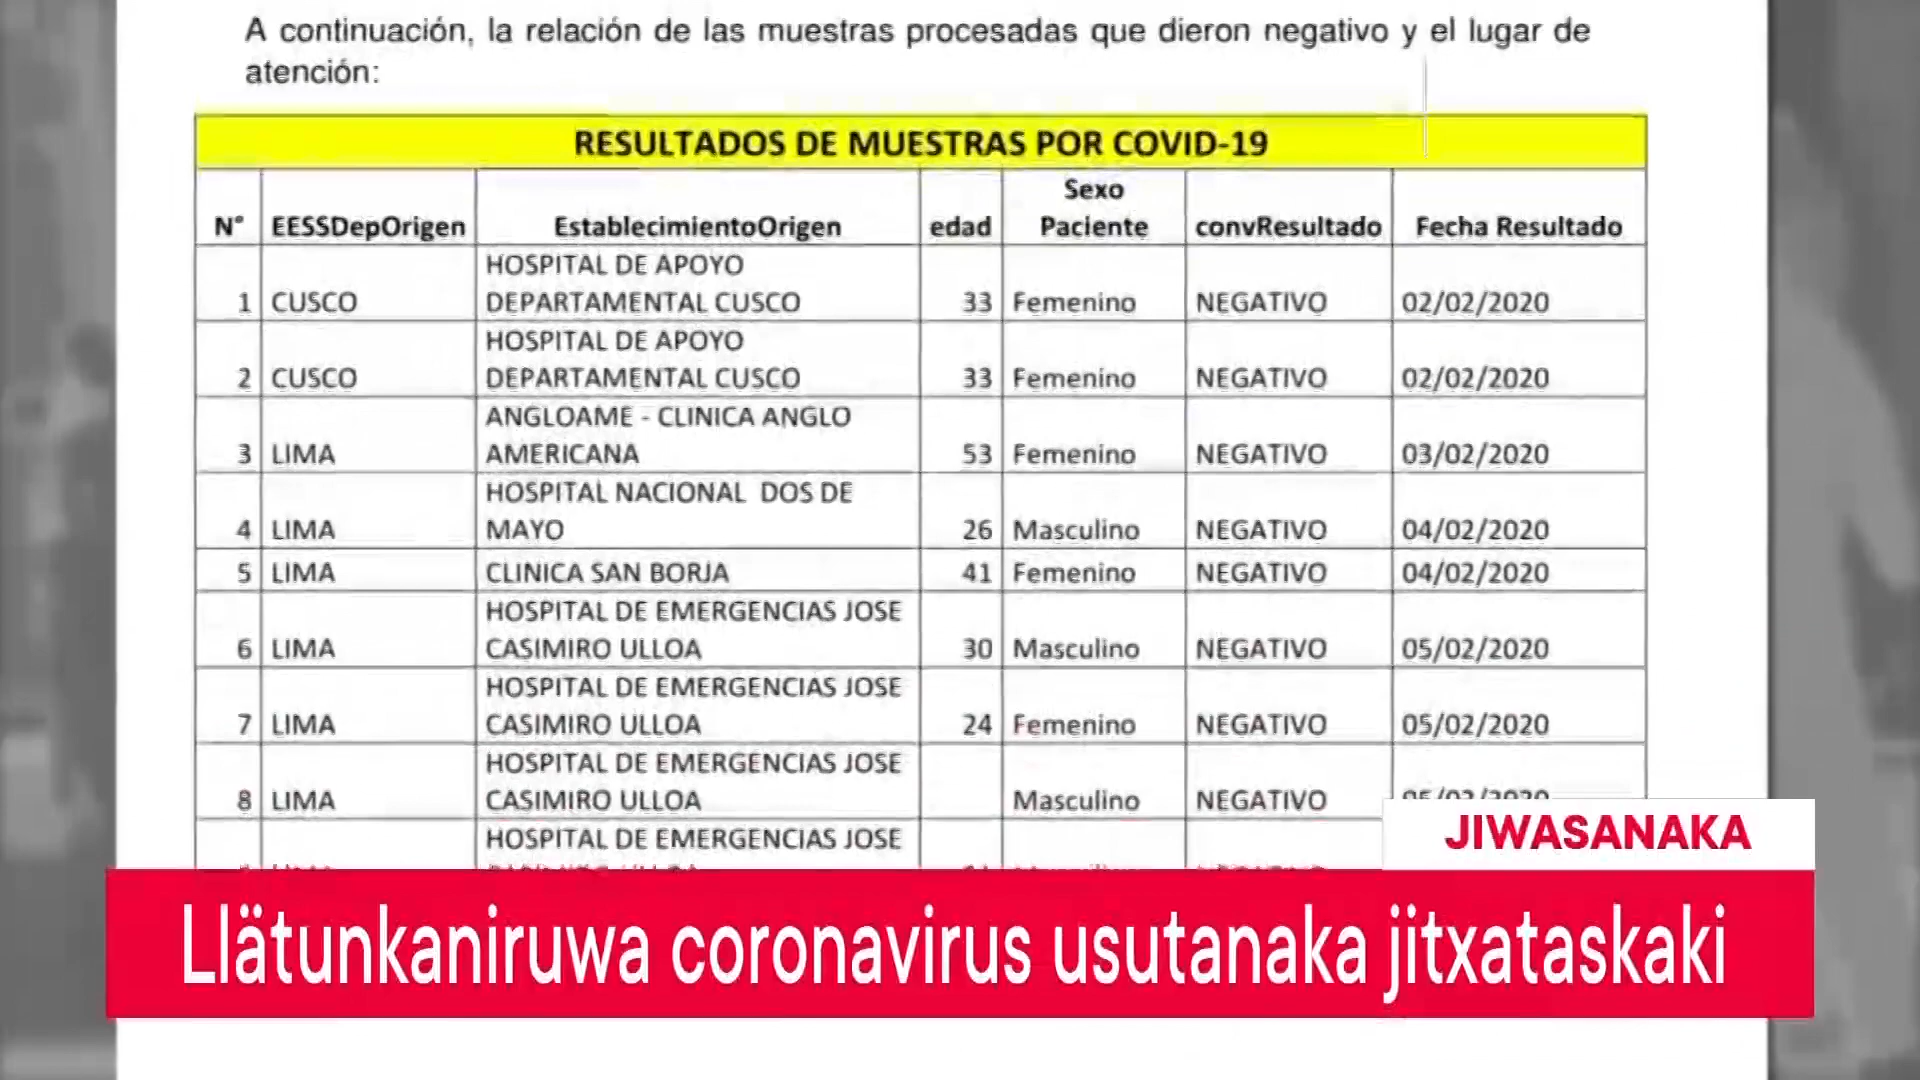 A continuación, la relación de las muestras procesadas que dieron negativo y el lugar de
atención:
RESULTADOS DE MUESTRAS POR COVID-19
N° EESSDepOrigen EstablecimientoOrigen edad Sexo Paciente convResultado Fecha Resultado
1 CUSCO HOSPITAL DE APOYO DEPARTAMENTAL CUSCO 33 Femenino NEGATIVO 02/02/2020
2 CUSCO HOSPITAL DE APOYO DEPARTAMENTAL CUSCO 33 Femenino NEGATIVO 02/02/2020
3 LIMA ANGLOAME - CLINICA ANGLO AMERICANA 53 Femenino NEGATIVO 03/02/2020
4 LIMA HOSPITAL NACIONAL DOS DE MAYO 26 Masculino NEGATIVO 04/02/2020
5 LIMA CLINICA SAN BORJA 41 Femenino NEGATIVO 04/02/2020
6 LIMA HOSPITAL DE EMERGENCIAS JOSE CASIMIRO ULLOA 30 Masculino NEGATIVO 05/02/2020
7 LIMA HOSPITAL DE EMERGENCIAS JOSE CASIMIRO ULLOA 24 Femenino NEGATIVO 05/02/2020
8 LIMA HOSPITAL DE EMERGENCIAS JOSE CASIMIRO ULLOA Masculino NEGATIVO
HOSPITAL DE EMERGENCIAS JOSE
JIWASANAKA
Llätunkaniruwa coronavirus usutanaka jitxataskaki